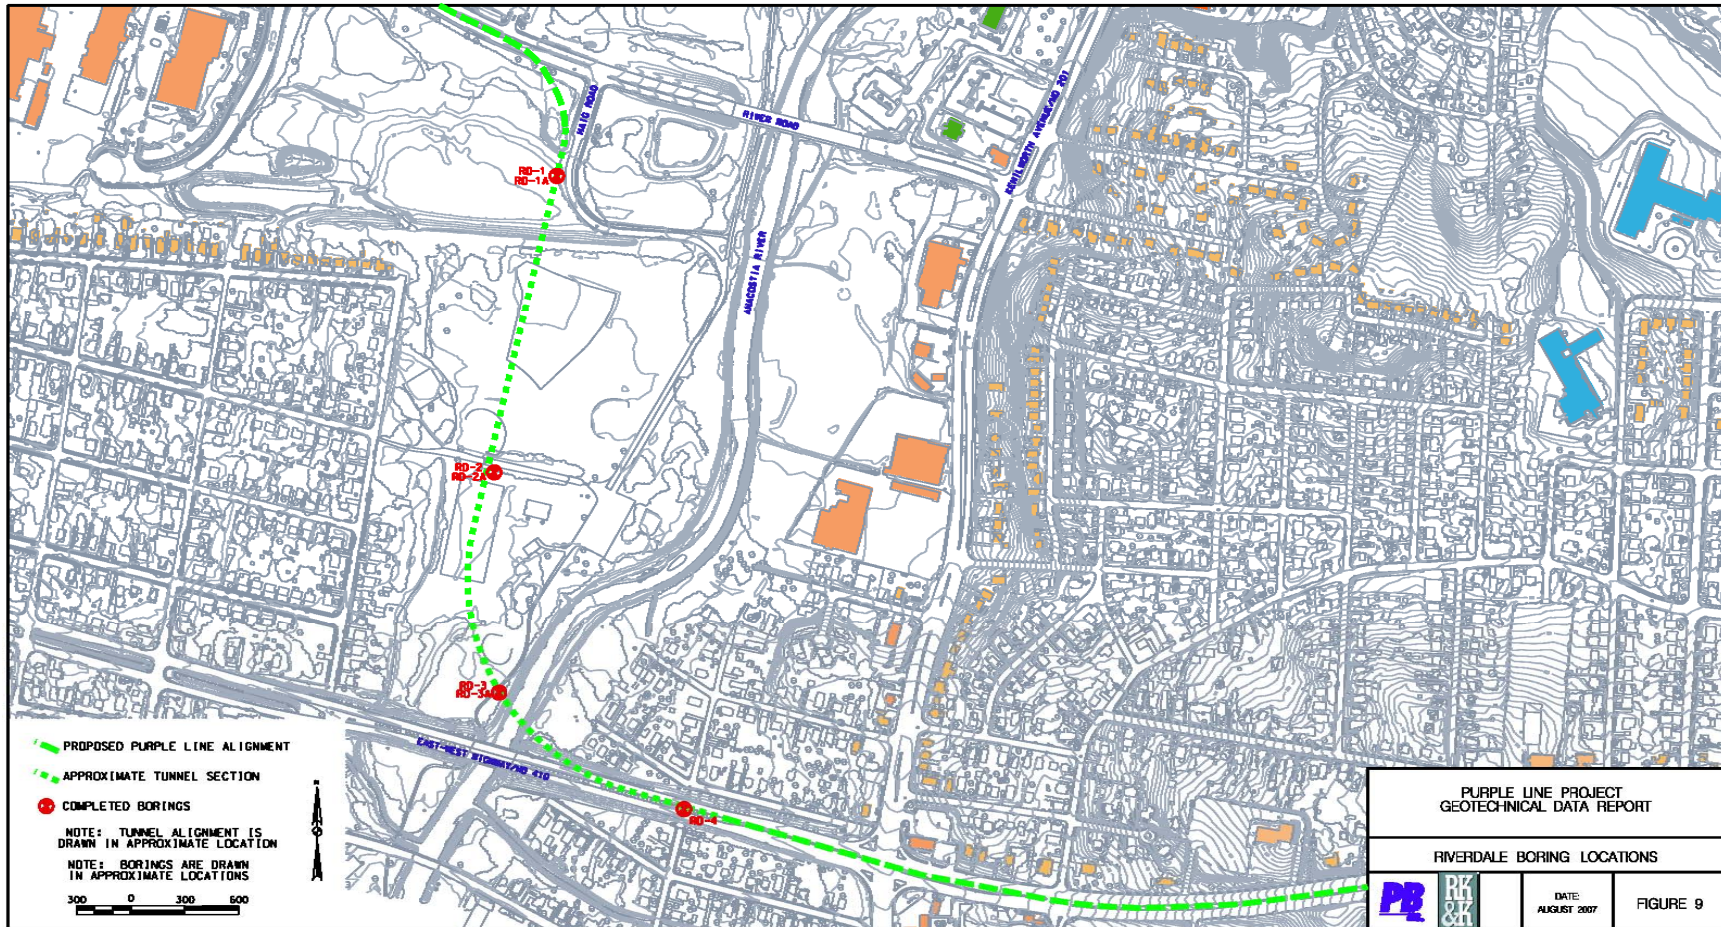 HAIG ROAD
RIVER ROAD
KENILWORTH AVENUE/MD 201
ANACOSTIA RIVER
RD-1
RD-1A
RD-2
RD-2A
RD-3
RD-3A
EAST-WEST HIGHWAY/MD 410
RD-4
PROPOSED PURPLE LINE ALIGNMENT
APPROXIMATE TUNNEL SECTION
COMPLETED BORINGS
NOTE: TUNNEL ALIGNMENT IS
DRAWN IN APPROXIMATE LOCATION
NOTE: BORINGS ARE DRAWN
IN APPROXIMATE LOCATIONS
300 0 300 600
PURPLE LINE PROJECT
GEOTECHNICAL DATA REPORT
RIVERDALE BORING LOCATIONS
PB
RK
&K
DATE:
AUGUST 2007
FIGURE 9